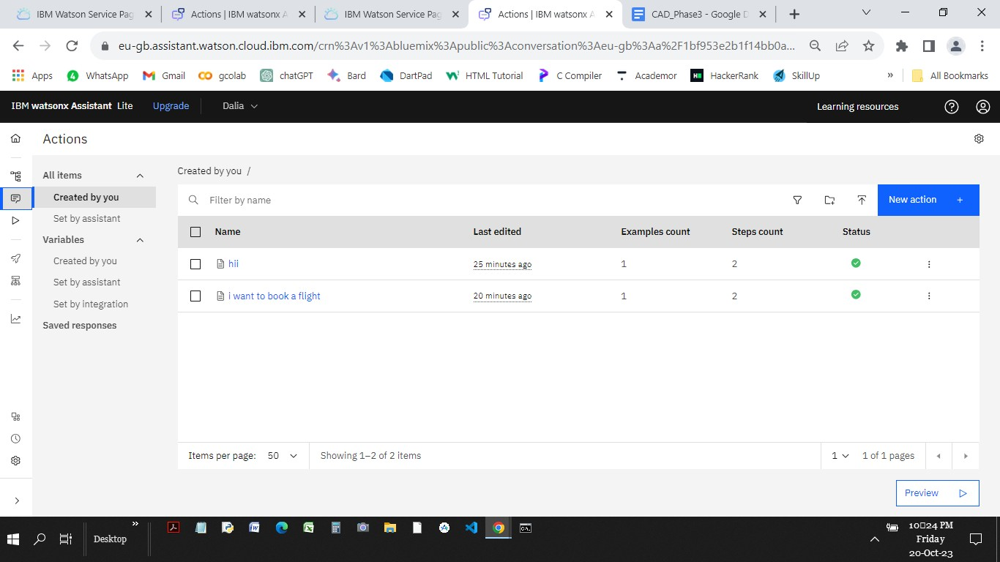 IBM Watson Service Pag
Actions | IBM watsonx A
IBM Watson Service Pag
Actions | IBM watsonx A
CAD_Phase3 - Google D
eu-gb.assistant.watson.cloud.ibm.com/crn%3Av1%3Abluemix%3Apublic%3Aconversation%3Aeu-gb%3Aa%2F1bf953e2b1f14bb0a...
Apps WhatsApp Gmail gcolab chatGPT Bard DartPad HTML Tutorial C Compiler Academor HackerRank SkillUp » All Bookmarks
IBM watsonx Assistant Lite Upgrade Dalia Learning resources
Actions
All items
Created by you
Set by assistant
Variables
Created by you
Set by assistant
Set by integration
Saved responses
Created by you /
Filter by name
New action +
Name Last edited Examples count Steps count Status
hii 25 minutes ago 1 2
i want to book a flight 20 minutes ago 1 2
Items per page: 50 Showing 1–2 of 2 items 1 1 of 1 pages
Preview
Desktop »
10▯24 PM
Friday
20-Oct-23